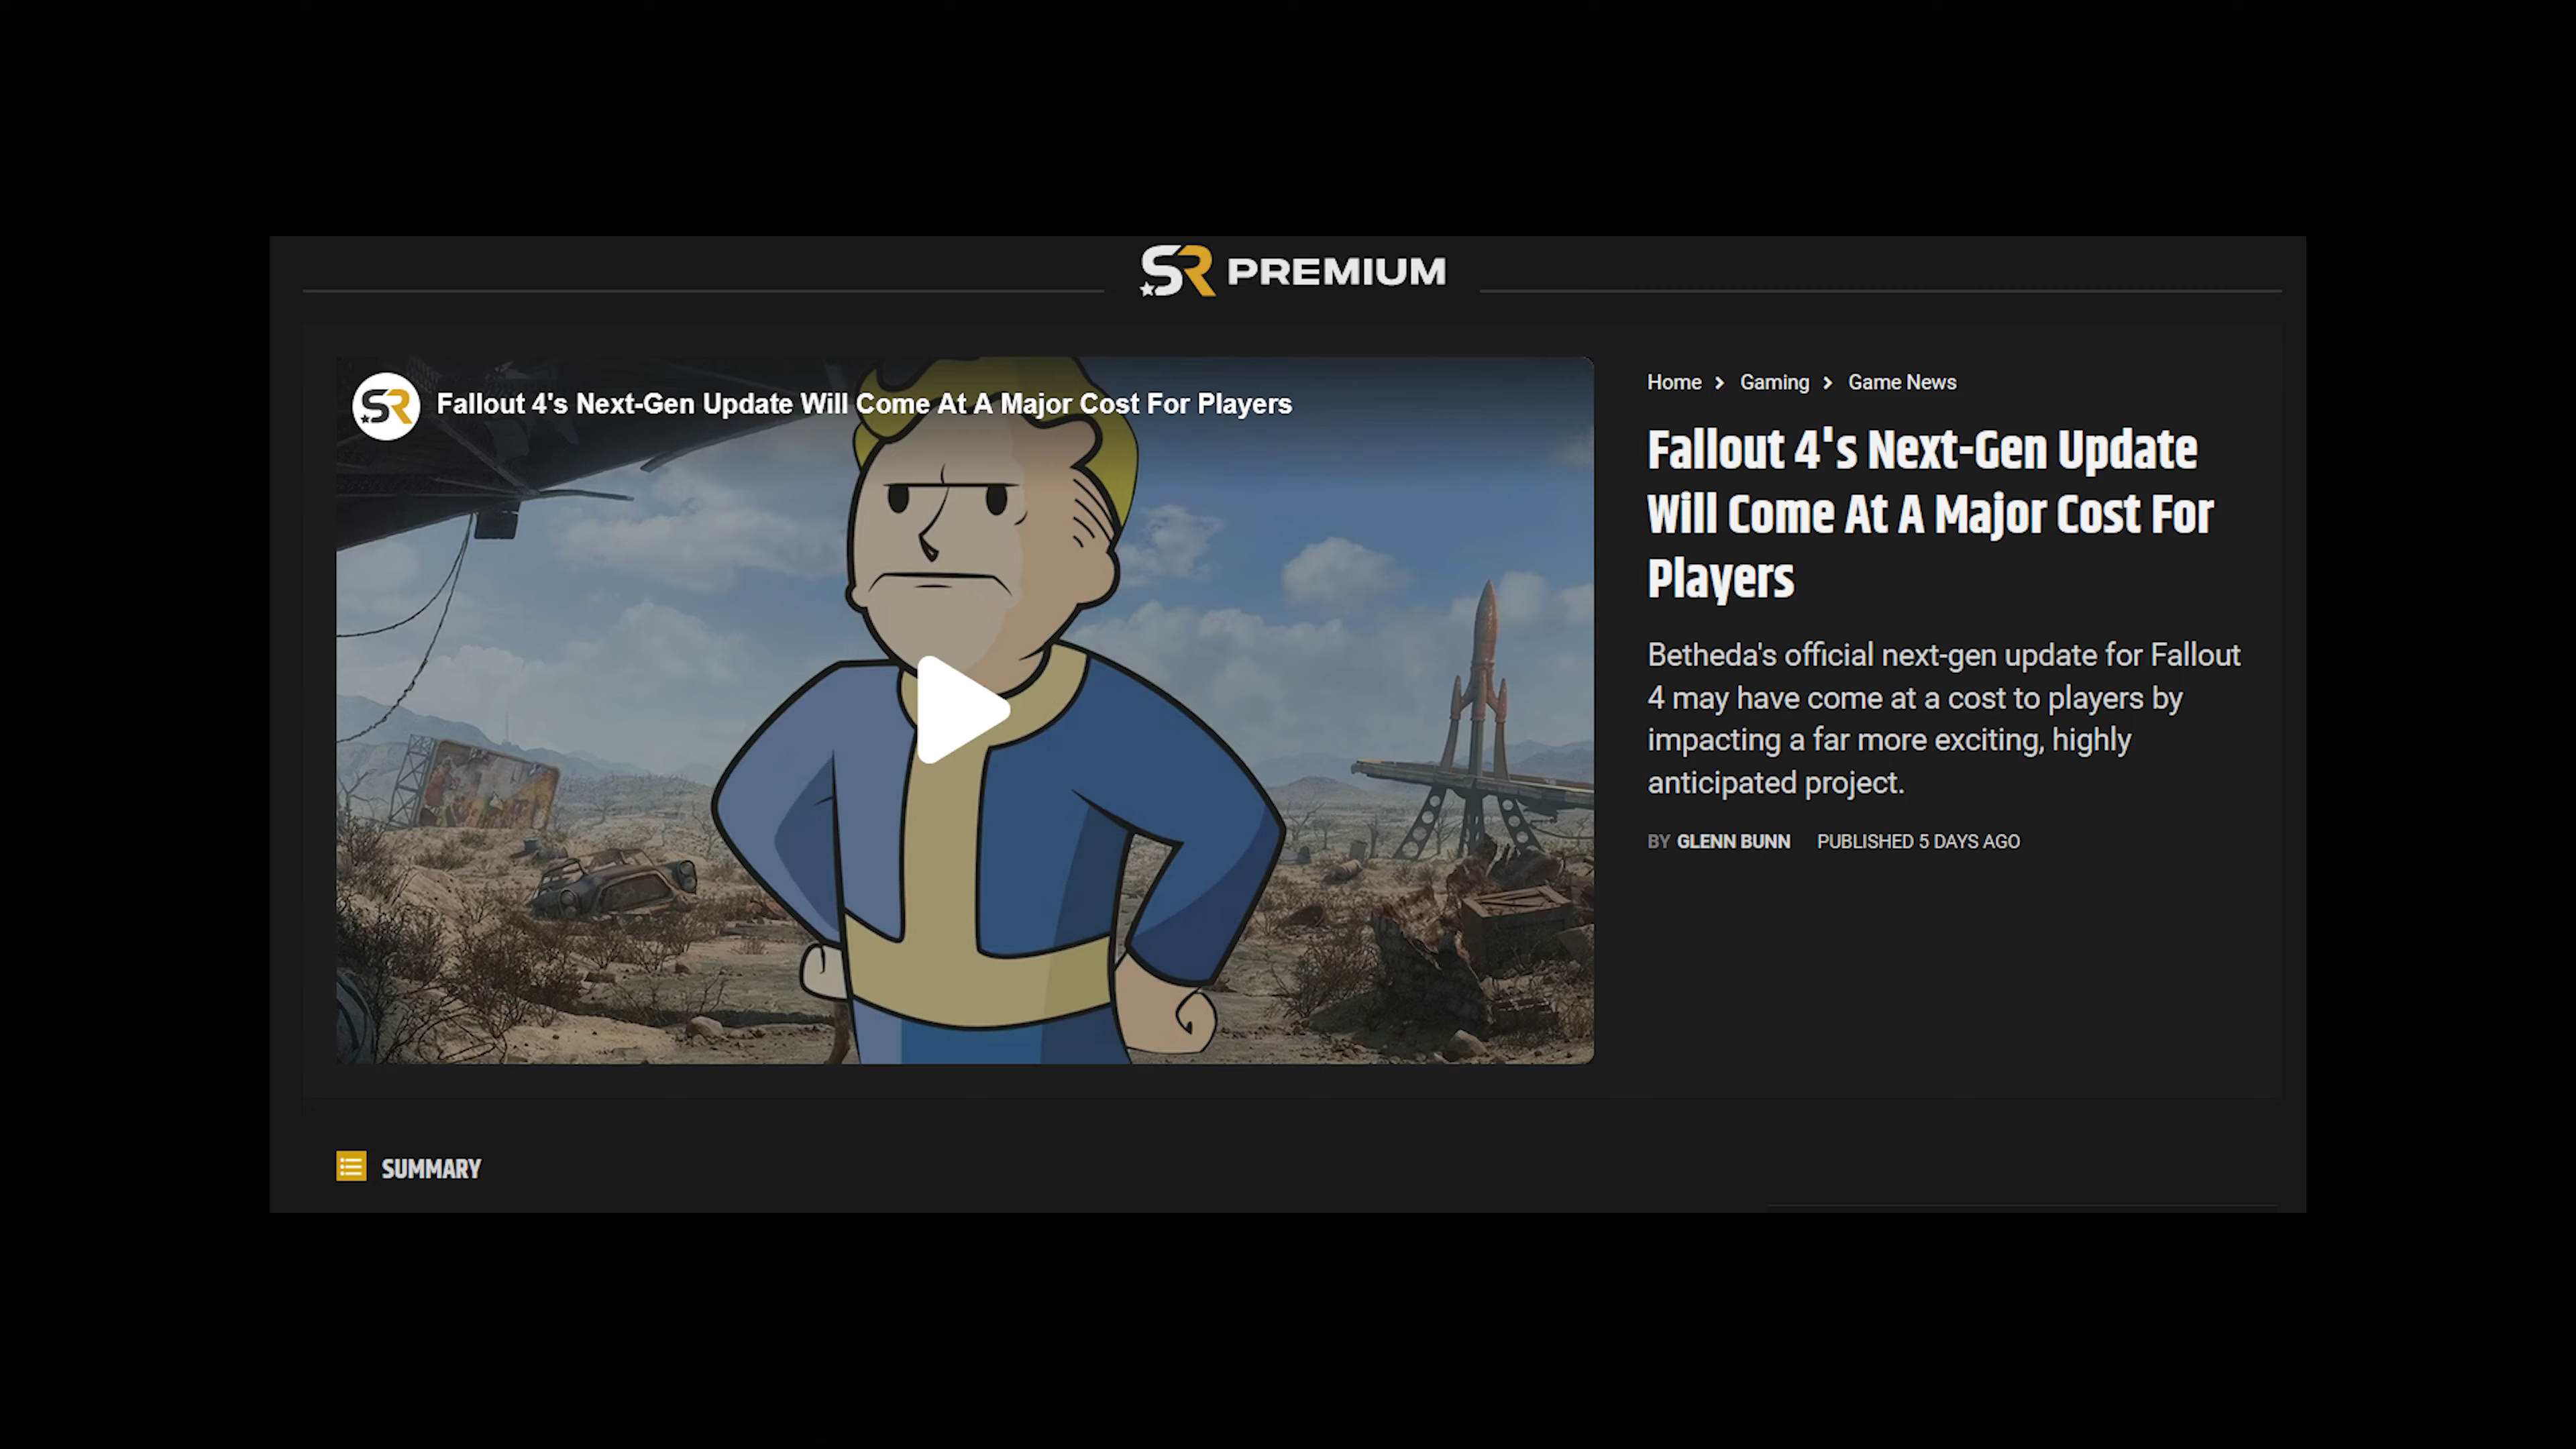 SR PREMIUM
SR Fallout 4's Next-Gen Update Will Come At A Major Cost For Players
Home > Gaming > Game News
Fallout 4's Next-Gen Update
Will Come At A Major Cost For
Players
Betheda's official next-gen update for Fallout
4 may have come at a cost to players by
impacting a far more exciting, highly
anticipated project.
BY GLENN BUNN PUBLISHED 5 DAYS AGO
SUMMARY